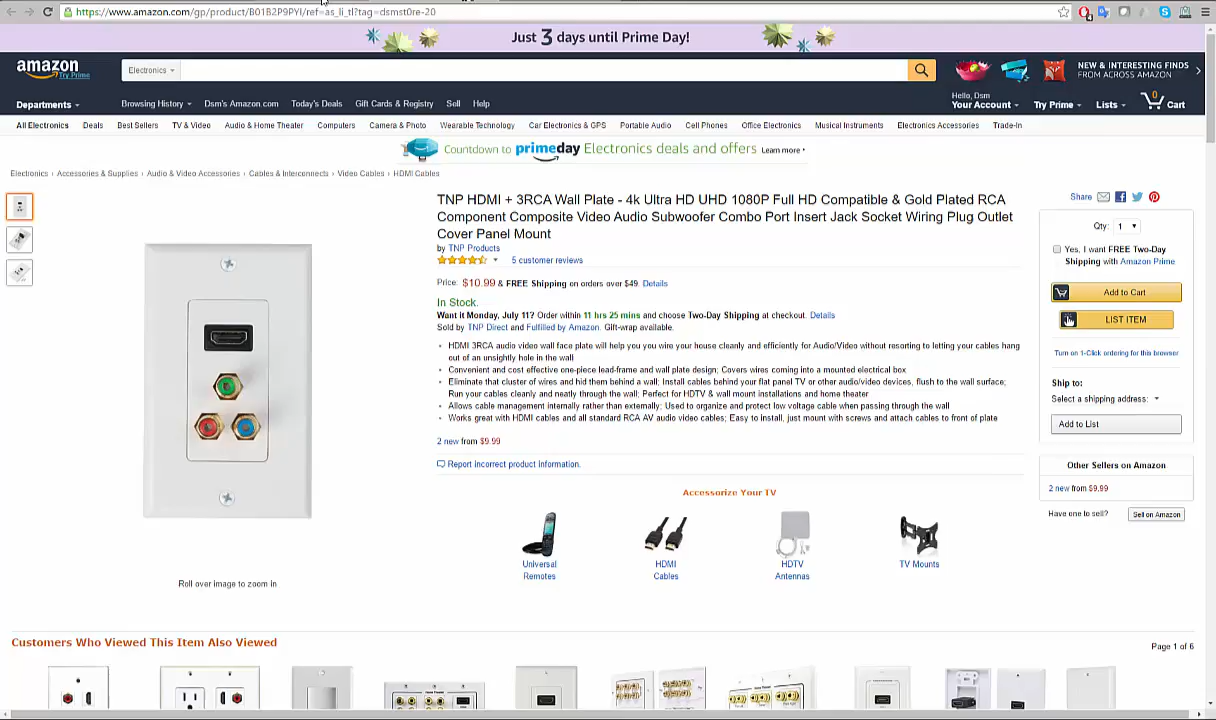 https://www.amazon.com/gp/product/B01B2P9PYI/ref=as_li_tl?tag=dsmst0re-20
Just 3 days until Prime Day!
amazon
Try Prime
Electronics
NEW & INTERESTING FINDS
FROM ACROSS AMAZON
Departments
Browsing History
Dsm's Amazon.com
Today's Deals
Gift Cards & Registry
Sell
Help
Hello, Dsm
Your Account
Try Prime
Lists
0
Cart
All Electronics
Deals
Best Sellers
TV & Video
Audio & Home Theater
Computers
Camera & Photo
Wearable Technology
Car Electronics & GPS
Portable Audio
Cell Phones
Office Electronics
Musical Instruments
Electronics Accessories
Trade-In
Countdown to primeday Electronics deals and offers Learn more ›
Electronics › Accessories & Supplies › Audio & Video Accessories › Cables & Interconnects › Video Cables › HDMI Cables
TNP HDMI + 3RCA Wall Plate - 4k Ultra HD UHD 1080P Full HD Compatible & Gold Plated RCA
Component Composite Video Audio Subwoofer Combo Port Insert Jack Socket Wiring Plug Outlet
Cover Panel Mount
by TNP Products
5 customer reviews
Price: $10.99 & FREE Shipping on orders over $49. Details
In Stock.
Want it Monday, July 11? Order within 11 hrs 25 mins and choose Two-Day Shipping at checkout. Details
Sold by TNP Direct and Fulfilled by Amazon. Gift-wrap available.
• HDMI 3RCA audio video wall face plate will help you you wire your house cleanly and efficiently for Audio/Video without resorting to letting your cables hang
out of an unsightly hole in the wall
• Convenient and cost effective one-piece lead-frame and wall plate design; Covers wires coming into a mounted electrical box
• Eliminate that cluster of wires and hid them behind a wall; Install cables behind your flat panel TV or other audio/video devices, flush to the wall surface;
Run your cables cleanly and neatly through the wall; Perfect for HDTV & wall mount installations and home theater
• Allows cable management internally rather than externally; Used to organize and protect low voltage cable when passing through the wall
• Works great with HDMI cables and all standard RCA AV audio video cables; Easy to install, just mount with screws and attach cables to front of plate
2 new from $9.99
Report incorrect product information.
Accessorize Your TV
Universal
Remotes
HDMI
Cables
HDTV
Antennas
TV Mounts
Roll over image to zoom in
Share
Qty: 1
Yes, I want FREE Two-Day
Shipping with Amazon Prime
Add to Cart
LIST ITEM
Turn on 1-Click ordering for this browser
Ship to:
Select a shipping address:
Add to List
Other Sellers on Amazon
2 new from $9.99
Have one to sell?
Sell on Amazon
Customers Who Viewed This Item Also Viewed
Page 1 of 6